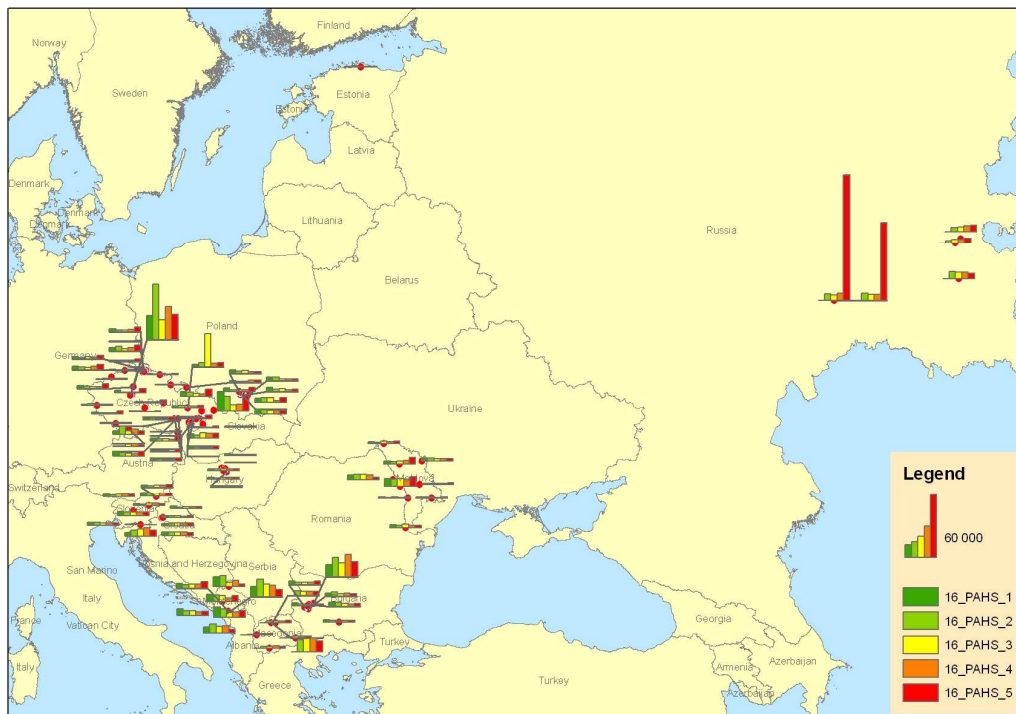 Norway
Finland
Sweden
Estonia
Estonia
Latvia
Denmark
Denmark
Denmark
Lithuania
Russia
Belarus
Poland
Germany
Czech Republic
Ukraine
Slovakia
Austria
Hungary
Moldova
Switzerland
Slovenia
Croatia
Romania
Bosnia and Herzegovina
San Marino
Serbia
Italy
Montenegro
Bulgaria
France
Vatican City
Macedonia
Albania
Turkey
Georgia
Italy
Armenia
Azerbaijan
Greece
Turkey
Azerbaijan
Legend
60 000
16_PAHS_1
16_PAHS_2
16_PAHS_3
16_PAHS_4
16_PAHS_5